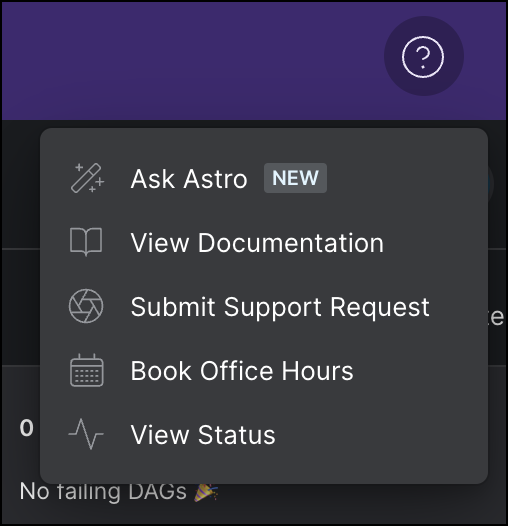 ?
Ask Astro NEW
View Documentation
Submit Support Request
Book Office Hours
View Status
0
No failing DAGs 🎉